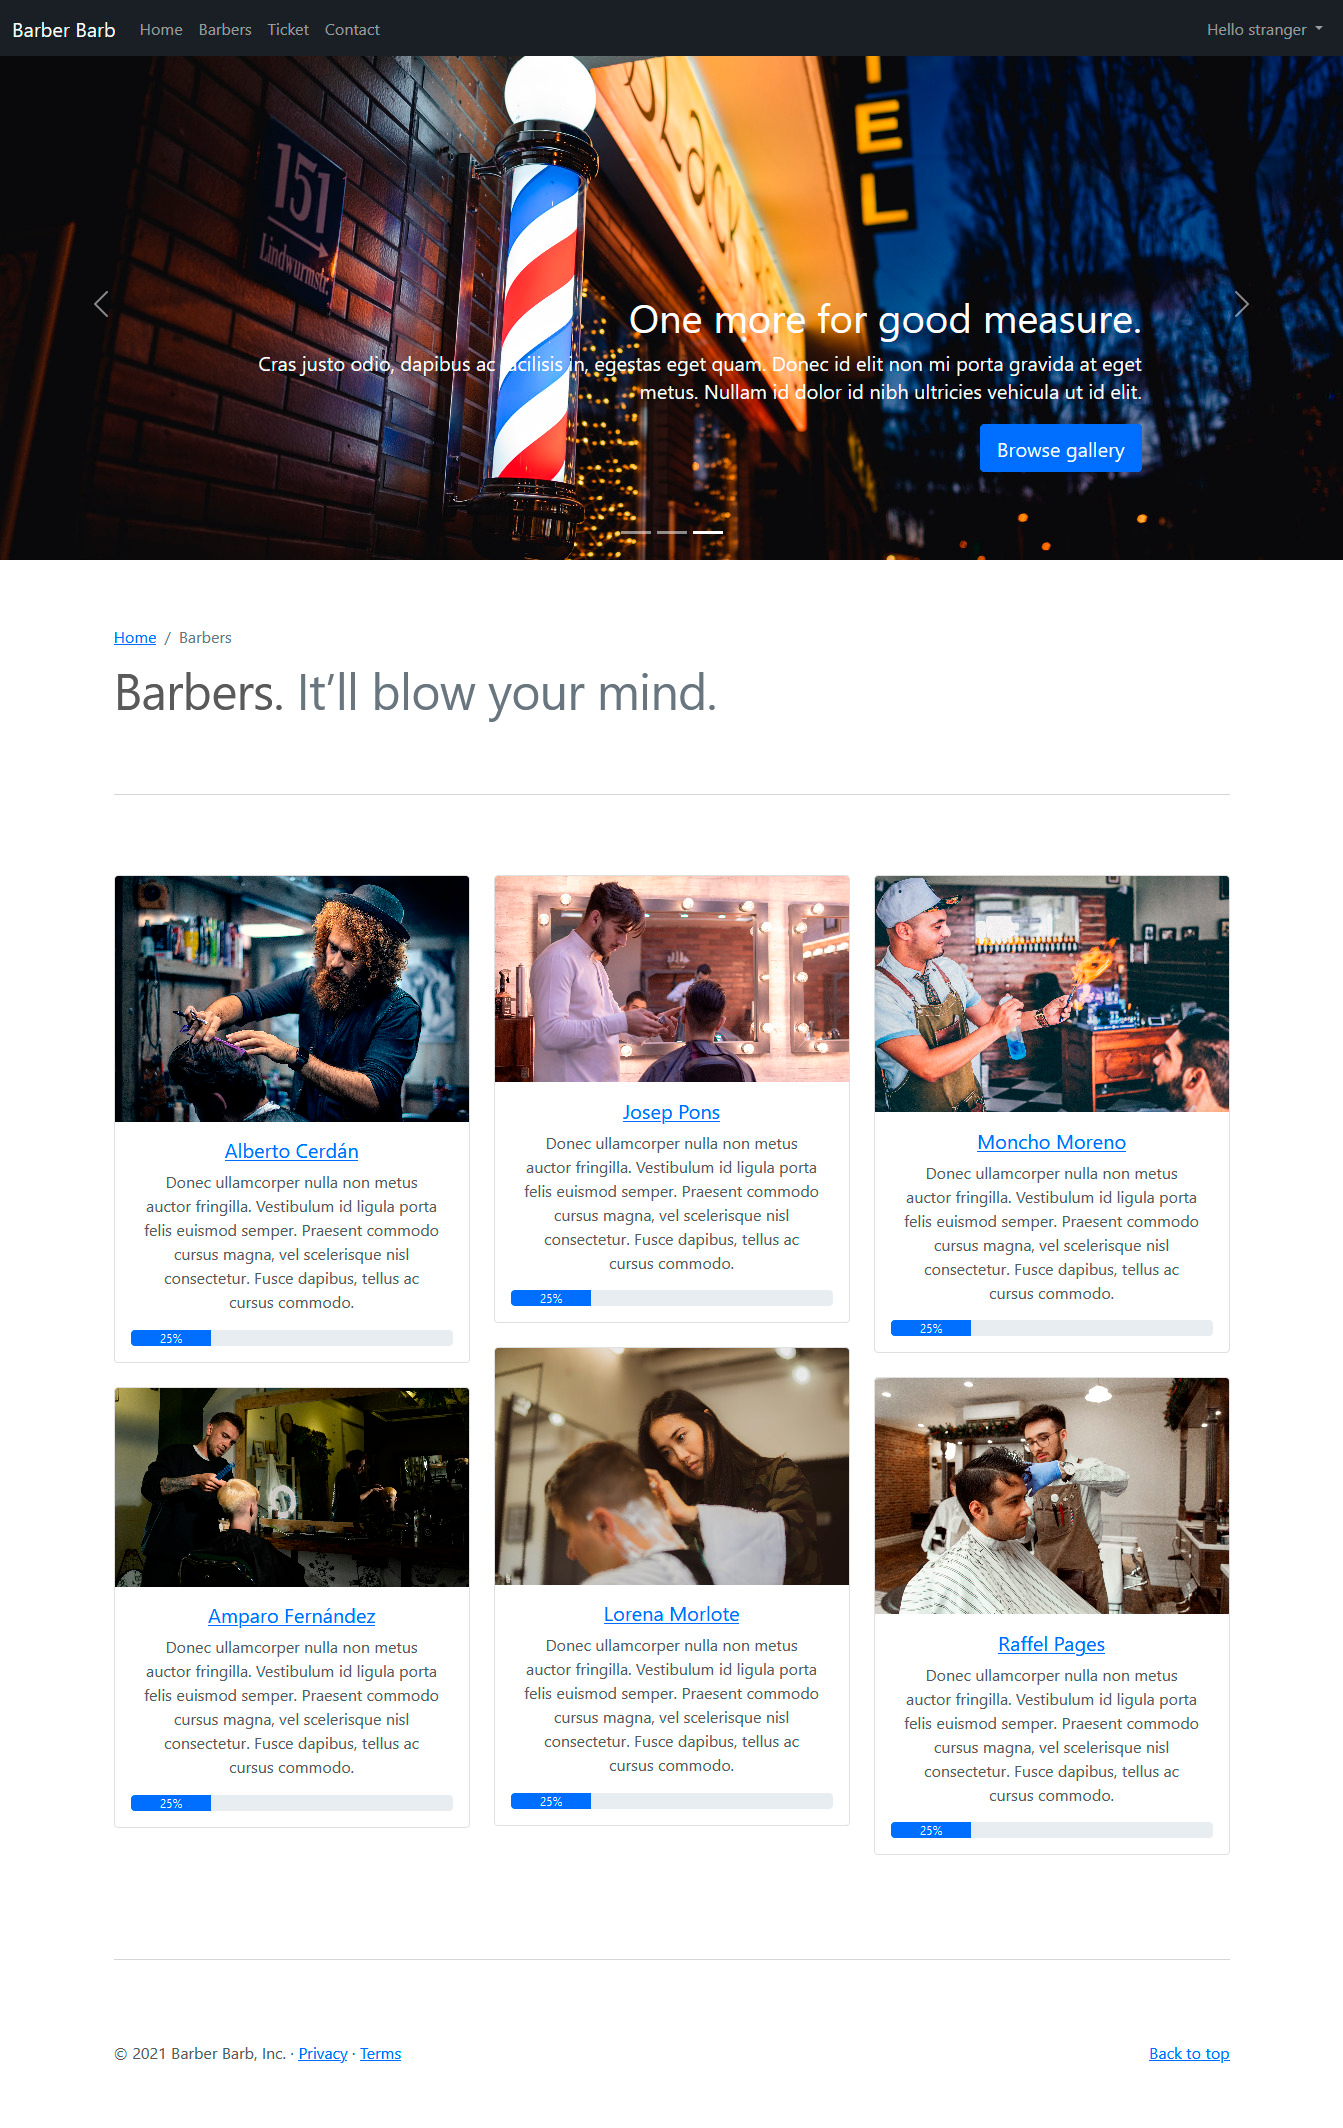 Barber Barb Home Barbers Ticket Contact Hello stranger
151
Lindwurmstr.
E
L
One more for good measure.
Cras justo odio, dapibus ac facilisis in, egestas eget quam. Donec id elit non mi porta gravida at eget
metus. Nullam id dolor id nibh ultricies vehicula ut id elit.
Browse gallery
Home / Barbers
Barbers. It’ll blow your mind.
Alberto Cerdán
Donec ullamcorper nulla non metus
auctor fringilla. Vestibulum id ligula porta
felis euismod semper. Praesent commodo
cursus magna, vel scelerisque nisl
consectetur. Fusce dapibus, tellus ac
cursus commodo.
25%
Josep Pons
Donec ullamcorper nulla non metus
auctor fringilla. Vestibulum id ligula porta
felis euismod semper. Praesent commodo
cursus magna, vel scelerisque nisl
consectetur. Fusce dapibus, tellus ac
cursus commodo.
25%
Moncho Moreno
Donec ullamcorper nulla non metus
auctor fringilla. Vestibulum id ligula porta
felis euismod semper. Praesent commodo
cursus magna, vel scelerisque nisl
consectetur. Fusce dapibus, tellus ac
cursus commodo.
25%
Amparo Fernández
Donec ullamcorper nulla non metus
auctor fringilla. Vestibulum id ligula porta
felis euismod semper. Praesent commodo
cursus magna, vel scelerisque nisl
consectetur. Fusce dapibus, tellus ac
cursus commodo.
25%
Lorena Morlote
Donec ullamcorper nulla non metus
auctor fringilla. Vestibulum id ligula porta
felis euismod semper. Praesent commodo
cursus magna, vel scelerisque nisl
consectetur. Fusce dapibus, tellus ac
cursus commodo.
25%
Raffel Pages
Donec ullamcorper nulla non metus
auctor fringilla. Vestibulum id ligula porta
felis euismod semper. Praesent commodo
cursus magna, vel scelerisque nisl
consectetur. Fusce dapibus, tellus ac
cursus commodo.
25%
© 2021 Barber Barb, Inc. · Privacy · Terms Back to top